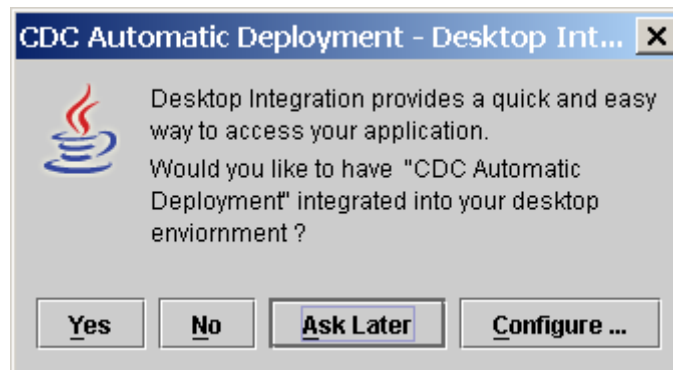 CDC Automatic Deployment - Desktop Int...
Desktop Integration provides a quick and easy
way to access your application.
Would you like to have "CDC Automatic
Deployment" integrated into your desktop
enviornment ?
Yes No Ask Later Configure ...